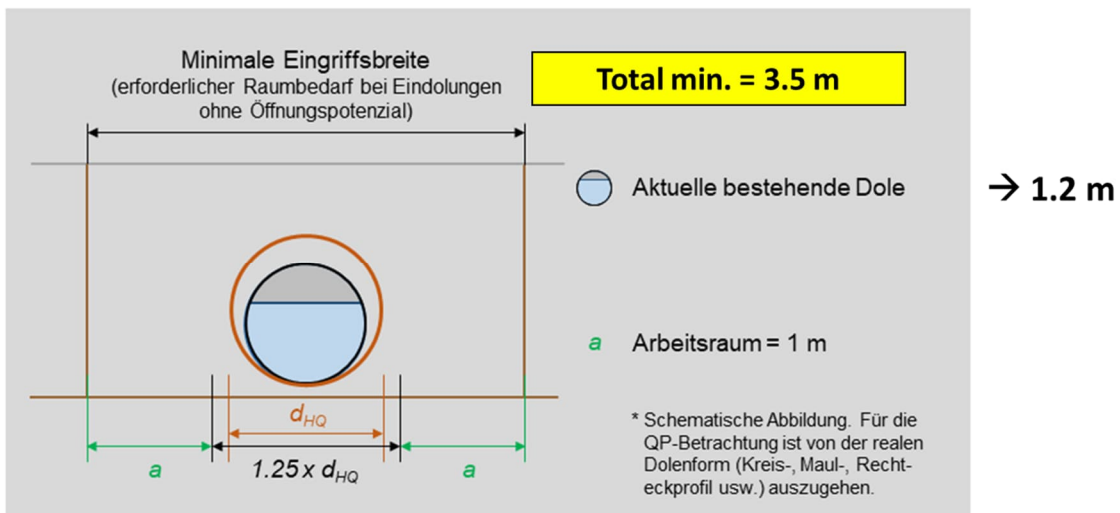 Minimale Eingriffsbreite
(erforderlicher Raumbedarf bei Eindolungen
ohne Öffnungspotenzial)
Total min. = 3.5 m
Aktuelle bestehende Dole
→ 1.2 m
a Arbeitsraum = 1 m
d_HQ
a
1.25 x d_HQ
a
* Schematische Abbildung. Für die
QP-Betrachtung ist von der realen
Dolenform (Kreis-, Maul-, Recht-
eckprofil usw.) auszugehen.